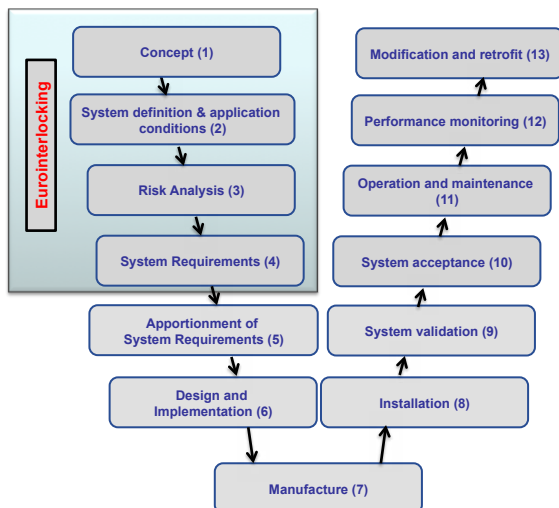 Eurointerlocking
Concept (1)
System definition & application
conditions (2)
Risk Analysis (3)
System Requirements (4)
Apportionment of
System Requirements (5)
Design and
Implementation (6)
Manufacture (7)
Installation (8)
System validation (9)
System acceptance (10)
Operation and maintenance
(11)
Performance monitoring (12)
Modification and retrofit (13)